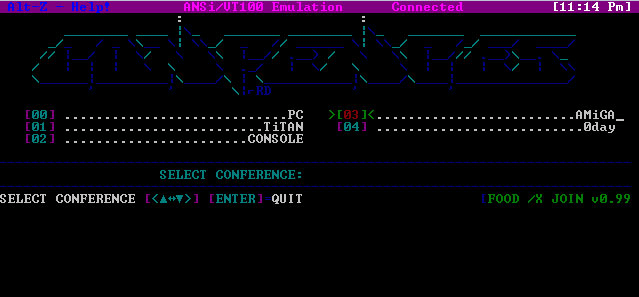 Alt-Z - Help! ANSi/VT100 Emulation Connected [11:14 Pm]
RD
[00] ............................PC >[03]< .........................AMiGA_
[01] .........................TiTAN [04] ..........................0day
[02] .......................CONSOLE
SELECT CONFERENCE:
SELECT CONFERENCE [<▲↔▼>] [ENTER] QUIT [FOOD /X JOIN v0.99